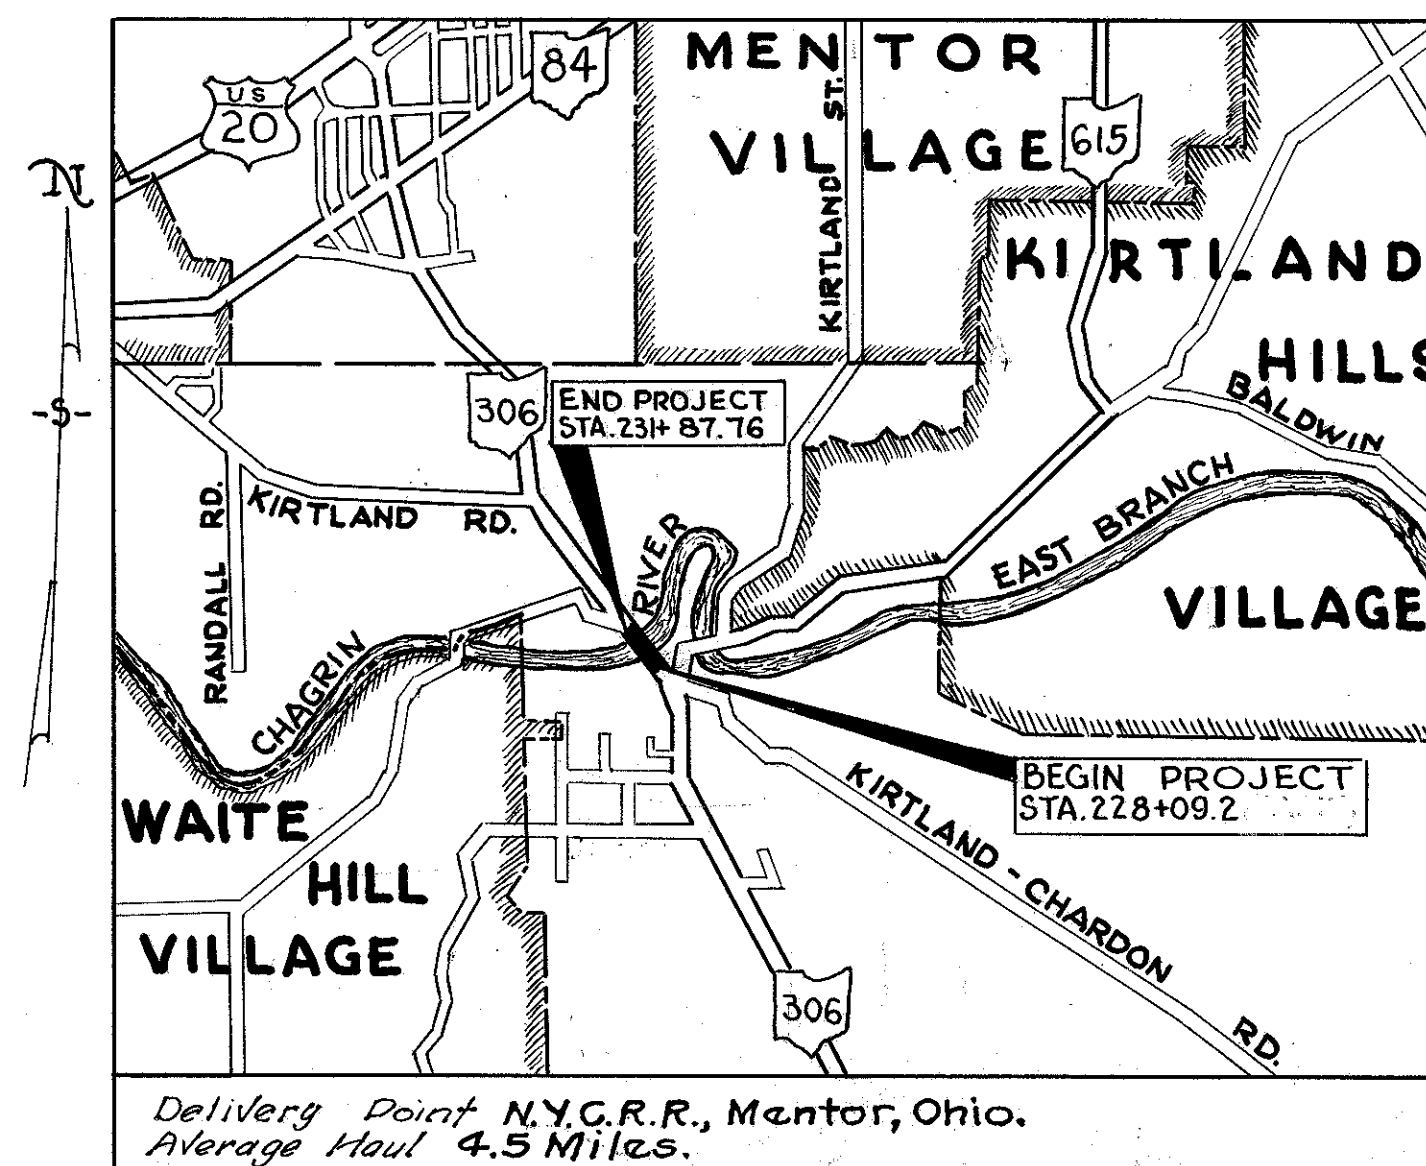 MENTOR
VILLAGE
US
20
84
615
KIRTLAND ST.
N
-S-
KIRTLAND
HILLS
VILLAGE
306
END PROJECT
STA.231+87.76
BALDWIN
EAST BRANCH
RIVER
CHAGRIN
KIRTLAND RD.
RANDALL RD.
WAITE
HILL
VILLAGE
BEGIN PROJECT
STA.228+09.2
KIRTLAND-CHARDON RD.
306
Delivery Point N.Y.C.R.R., Mentor, Ohio.
Average Haul 4.5 Miles.